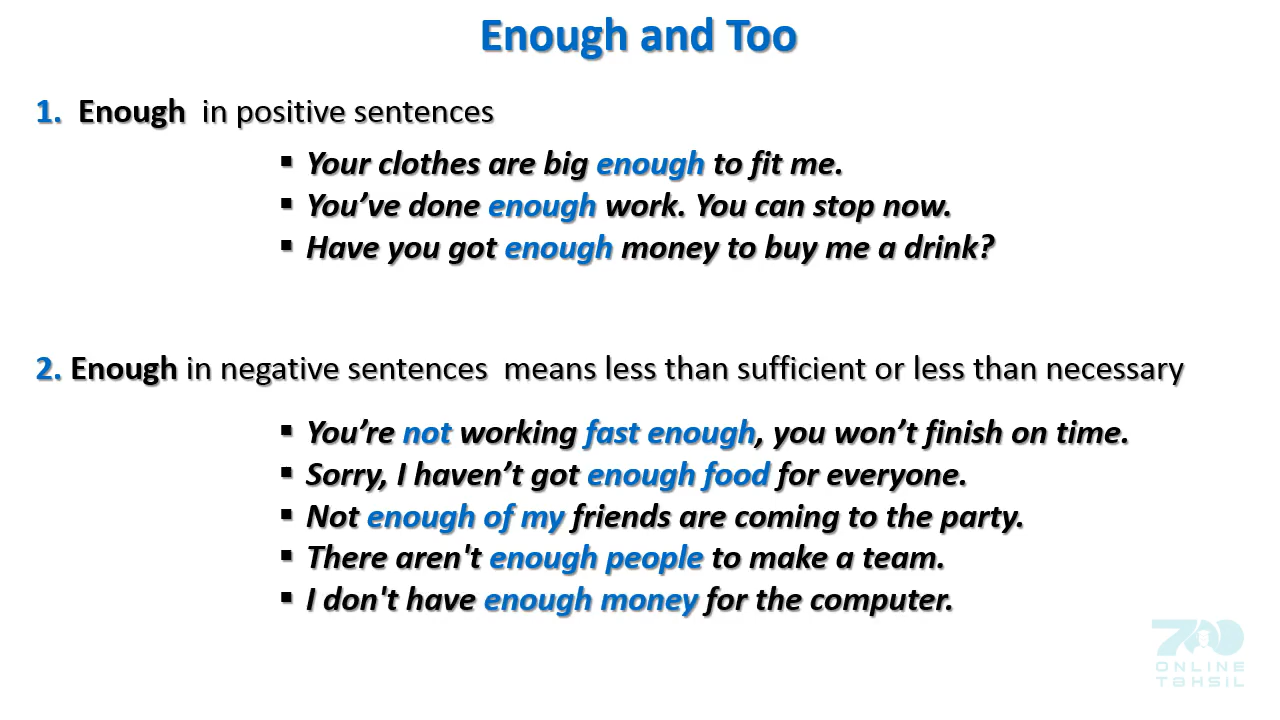 Enough and Too
1. Enough in positive sentences
▪ Your clothes are big enough to fit me.
▪ You’ve done enough work. You can stop now.
▪ Have you got enough money to buy me a drink?
2. Enough in negative sentences means less than sufficient or less than necessary
▪ You’re not working fast enough, you won’t finish on time.
▪ Sorry, I haven’t got enough food for everyone.
▪ Not enough of my friends are coming to the party.
▪ There aren't enough people to make a team.
▪ I don't have enough money for the computer.
700
ONLINE
TaHSIL